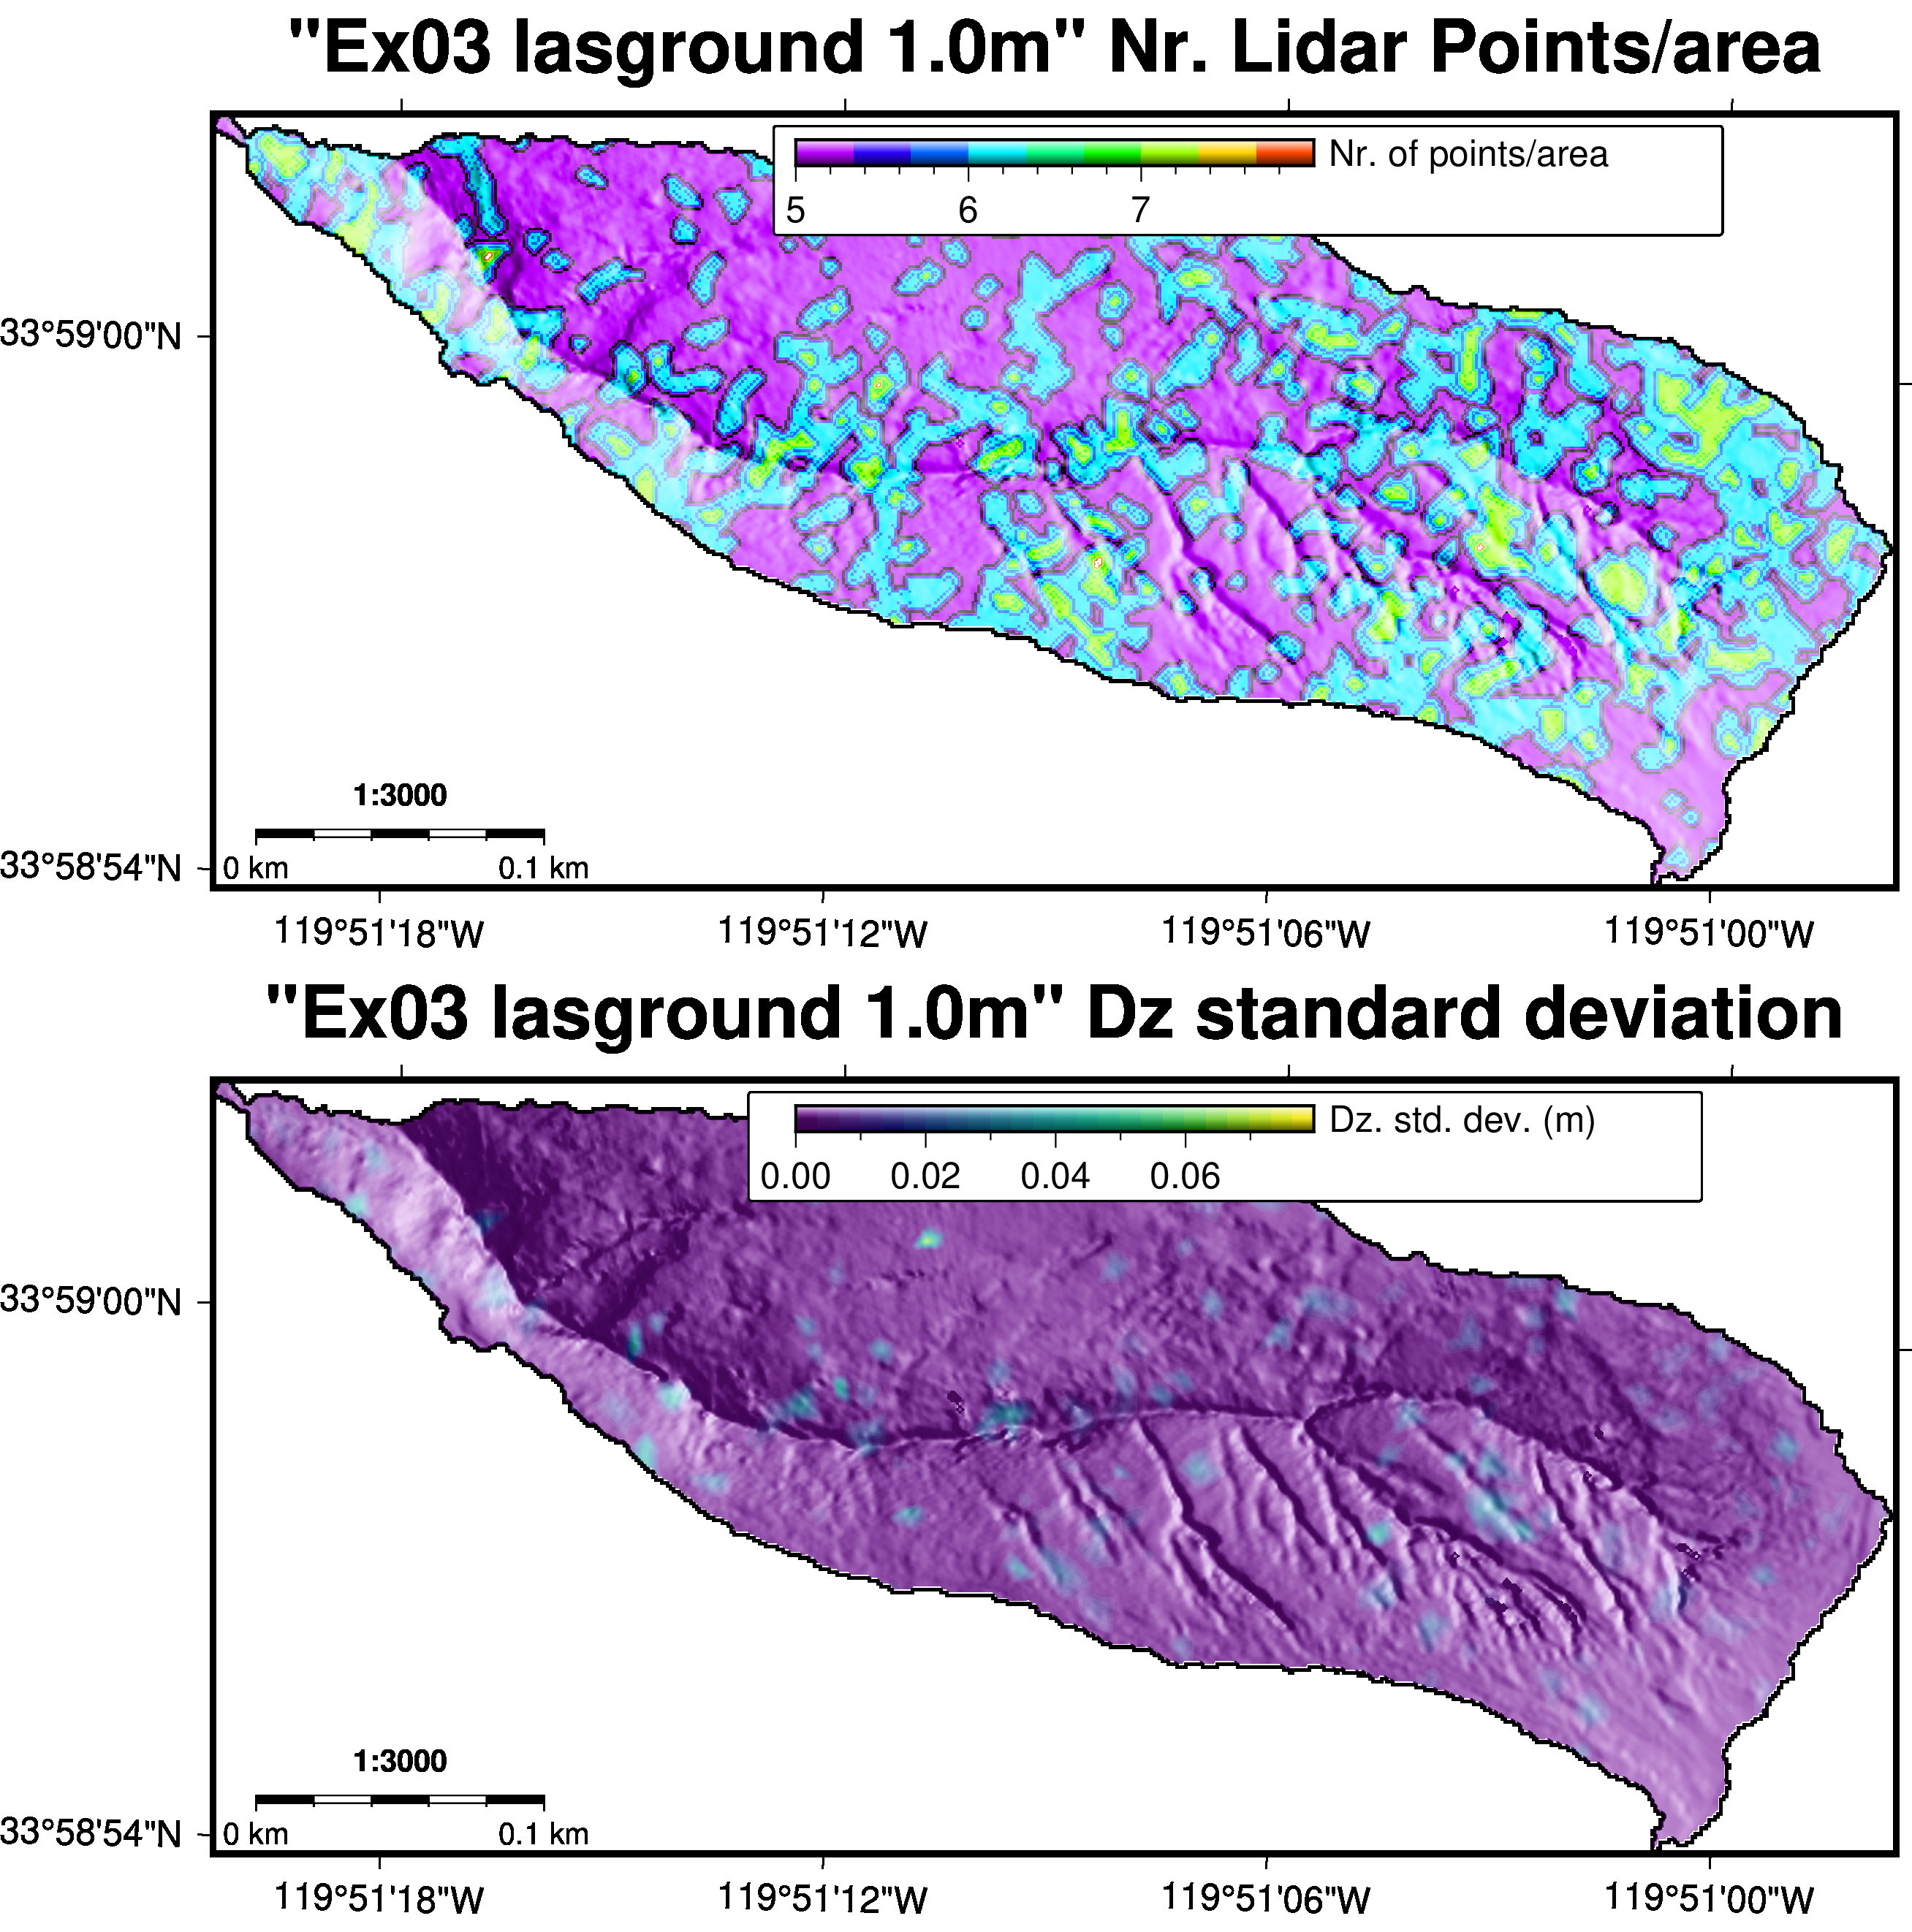 "Ex03 lasground 1.0m" Nr. Lidar Points/area
Nr. of points/area
5 6 7
33°59'00"N
1:3000
0 km 0.1 km
33°58'54"N
119°51'18"W 119°51'12"W 119°51'06"W 119°51'00"W
"Ex03 lasground 1.0m" Dz standard deviation
Dz. std. dev. (m)
0.00 0.02 0.04 0.06
33°59'00"N
1:3000
0 km 0.1 km
33°58'54"N
119°51'18"W 119°51'12"W 119°51'06"W 119°51'00"W